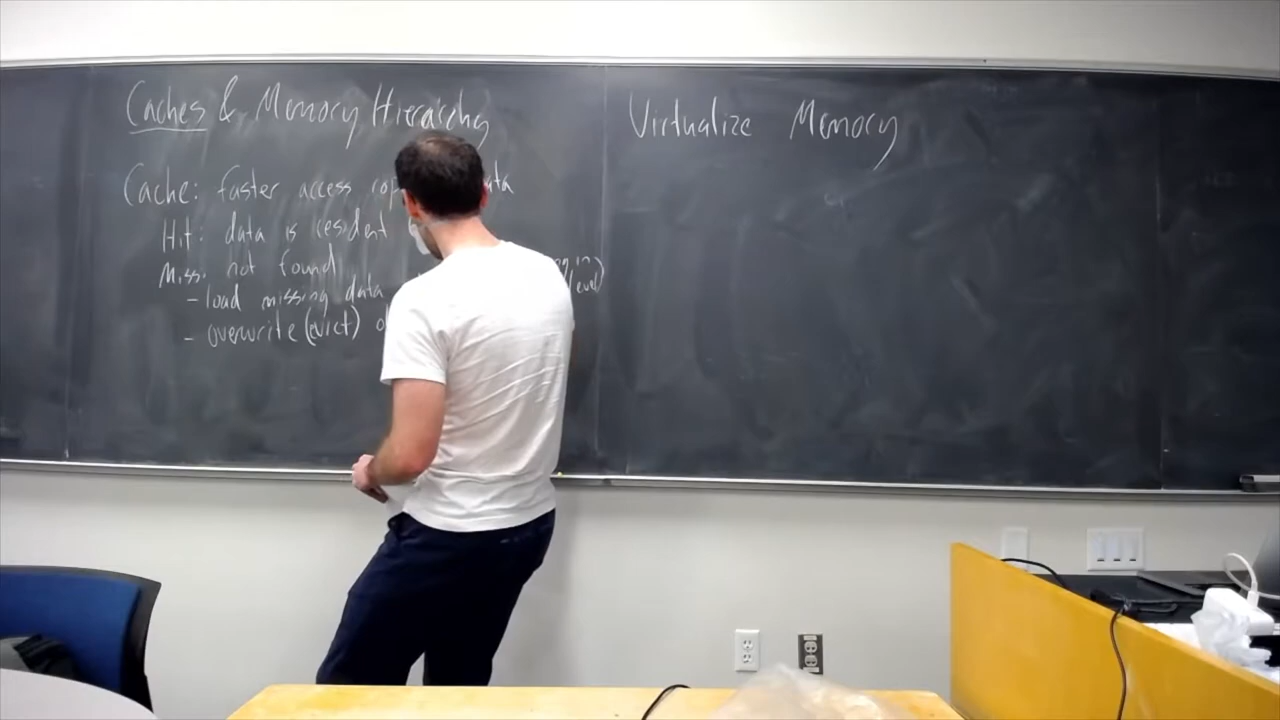 Caches & Memory Hierarchy
Cache: faster access
Hit: data is resident
Miss: not found
- load missing data level)
- overwrite (evict)
Virtualize Memory